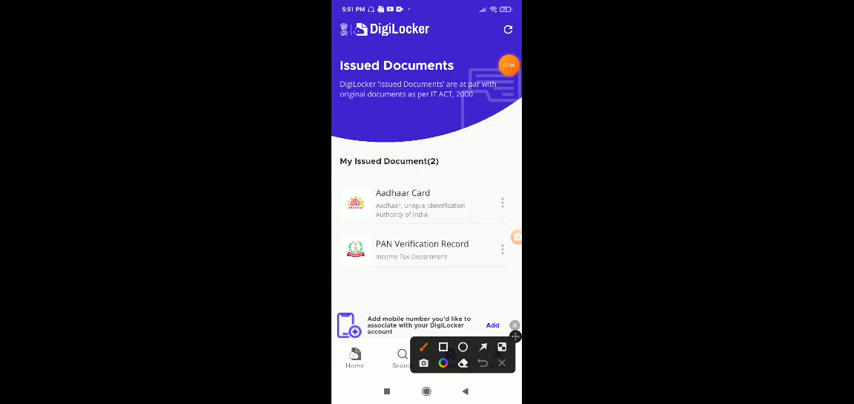 5:51 PM
DigiLocker
Issued Documents
DigiLocker 'Issued Documents' are at par with
original documents as per IT ACT, 2000
My Issued Document(2)
Aadhaar Card
Aadhaar, Unique Identification
Authority of India
PAN Verification Record
Income Tax Department
Add mobile number you'd like to
associate with your DigiLocker
account
Add
Home
Searc